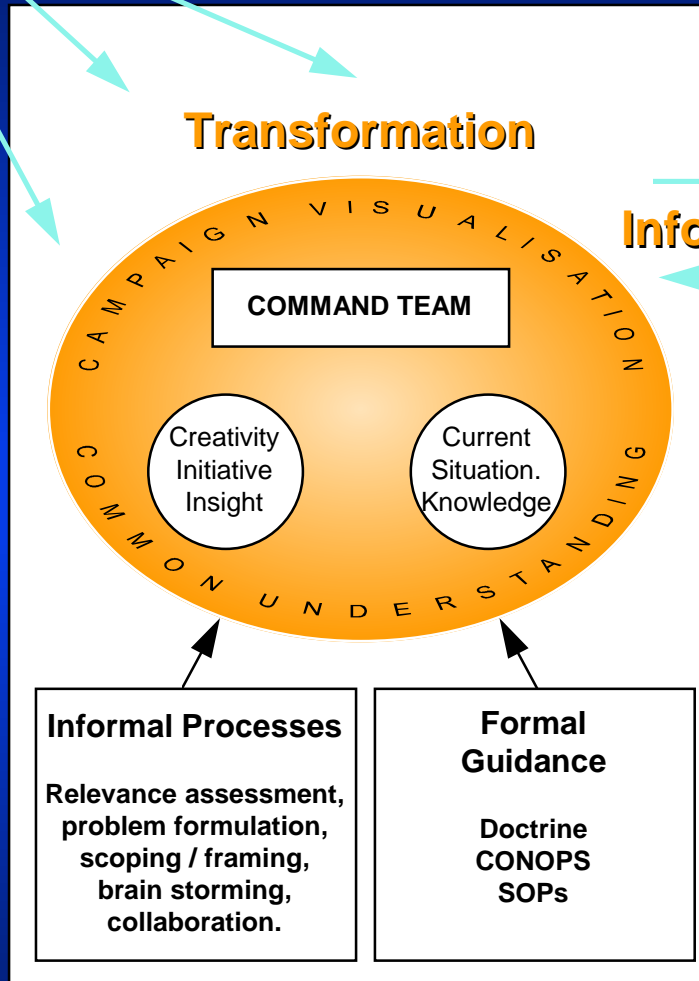 Transformation
Info
CAMPAIGN VISUALISATION
COMMAND TEAM
Creativity
Initiative
Insight
Current
Situation.
Knowledge
COMMON UNDERSTANDING
Informal Processes
Relevance assessment,
problem formulation,
scoping / framing,
brain storming,
collaboration.
Formal
Guidance
Doctrine
CONOPS
SOPs